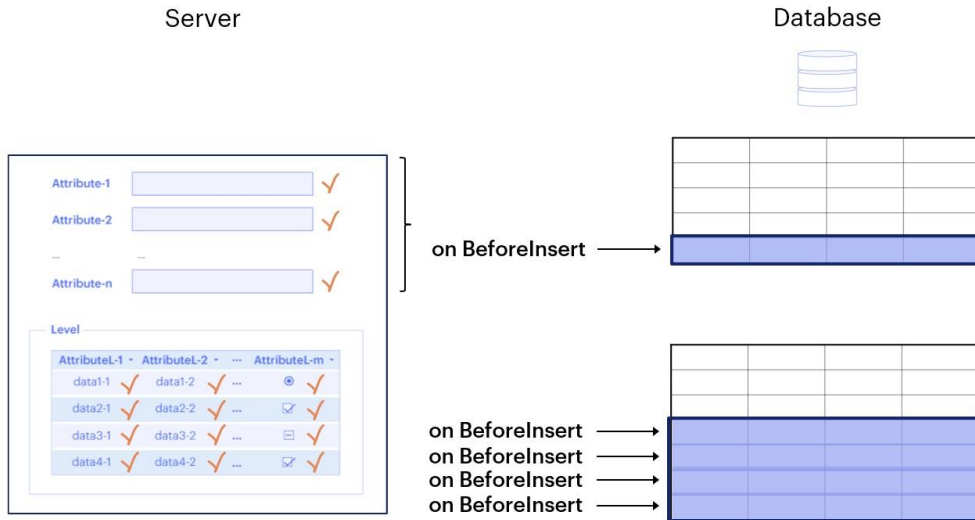 Server
Database
Attribute-1
Attribute-2
... ...
Attribute-n
on BeforeInsert
Level
AttributeL-1 AttributeL-2 ... AttributeL-m
data1-1 data1-2 ...
data2-1 data2-2 ...
data3-1 data3-2 ...
data4-1 data4-2 ...
on BeforeInsert
on BeforeInsert
on BeforeInsert
on BeforeInsert